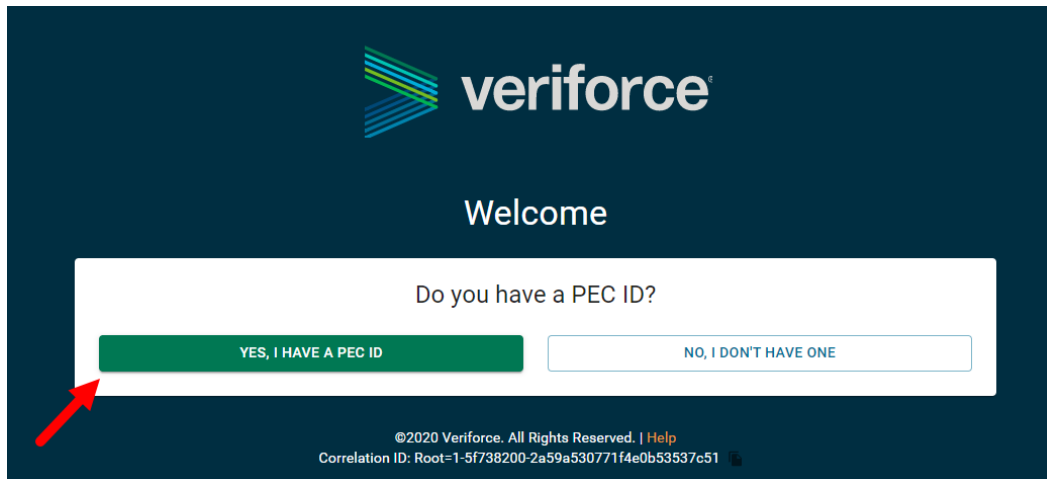 veriforce
Welcome
Do you have a PEC ID?
YES, I HAVE A PEC ID
NO, I DON'T HAVE ONE
©2020 Veriforce. All Rights Reserved. | Help
Correlation ID: Root=1-5f738200-2a59a530771f4e0b53537c51